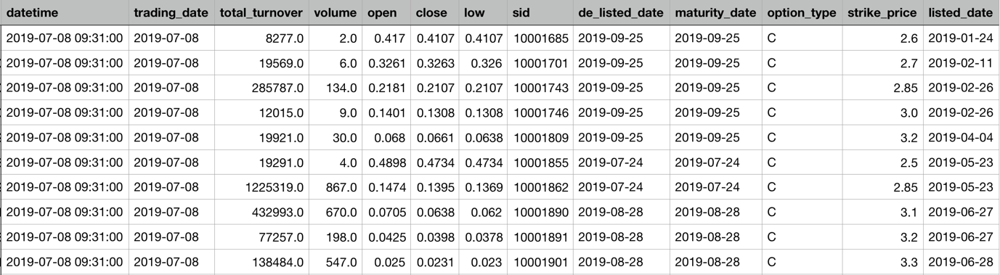 datetime trading_date total_turnover volume open close low sid de_listed_date maturity_date option_type strike_price listed_date
2019-07-08 09:31:00 2019-07-08 8277.0 2.0 0.417 0.4107 0.4107 10001685 2019-09-25 2019-09-25 C 2.6 2019-01-24
2019-07-08 09:31:00 2019-07-08 19569.0 6.0 0.3261 0.3263 0.326 10001701 2019-09-25 2019-09-25 C 2.7 2019-02-11
2019-07-08 09:31:00 2019-07-08 285787.0 134.0 0.2181 0.2107 0.2107 10001743 2019-09-25 2019-09-25 C 2.85 2019-02-26
2019-07-08 09:31:00 2019-07-08 12015.0 9.0 0.1401 0.1308 0.1308 10001746 2019-09-25 2019-09-25 C 3.0 2019-02-26
2019-07-08 09:31:00 2019-07-08 19921.0 30.0 0.068 0.0661 0.0638 10001809 2019-09-25 2019-09-25 C 3.2 2019-04-04
2019-07-08 09:31:00 2019-07-08 19291.0 4.0 0.4898 0.4734 0.4734 10001855 2019-07-24 2019-07-24 C 2.5 2019-05-23
2019-07-08 09:31:00 2019-07-08 1225319.0 867.0 0.1474 0.1395 0.1369 10001862 2019-07-24 2019-07-24 C 2.85 2019-05-23
2019-07-08 09:31:00 2019-07-08 432993.0 670.0 0.0705 0.0638 0.062 10001890 2019-08-28 2019-08-28 C 3.1 2019-06-27
2019-07-08 09:31:00 2019-07-08 77257.0 198.0 0.0425 0.0398 0.0378 10001891 2019-08-28 2019-08-28 C 3.2 2019-06-27
2019-07-08 09:31:00 2019-07-08 138484.0 547.0 0.025 0.0231 0.023 10001901 2019-08-28 2019-08-28 C 3.3 2019-06-28